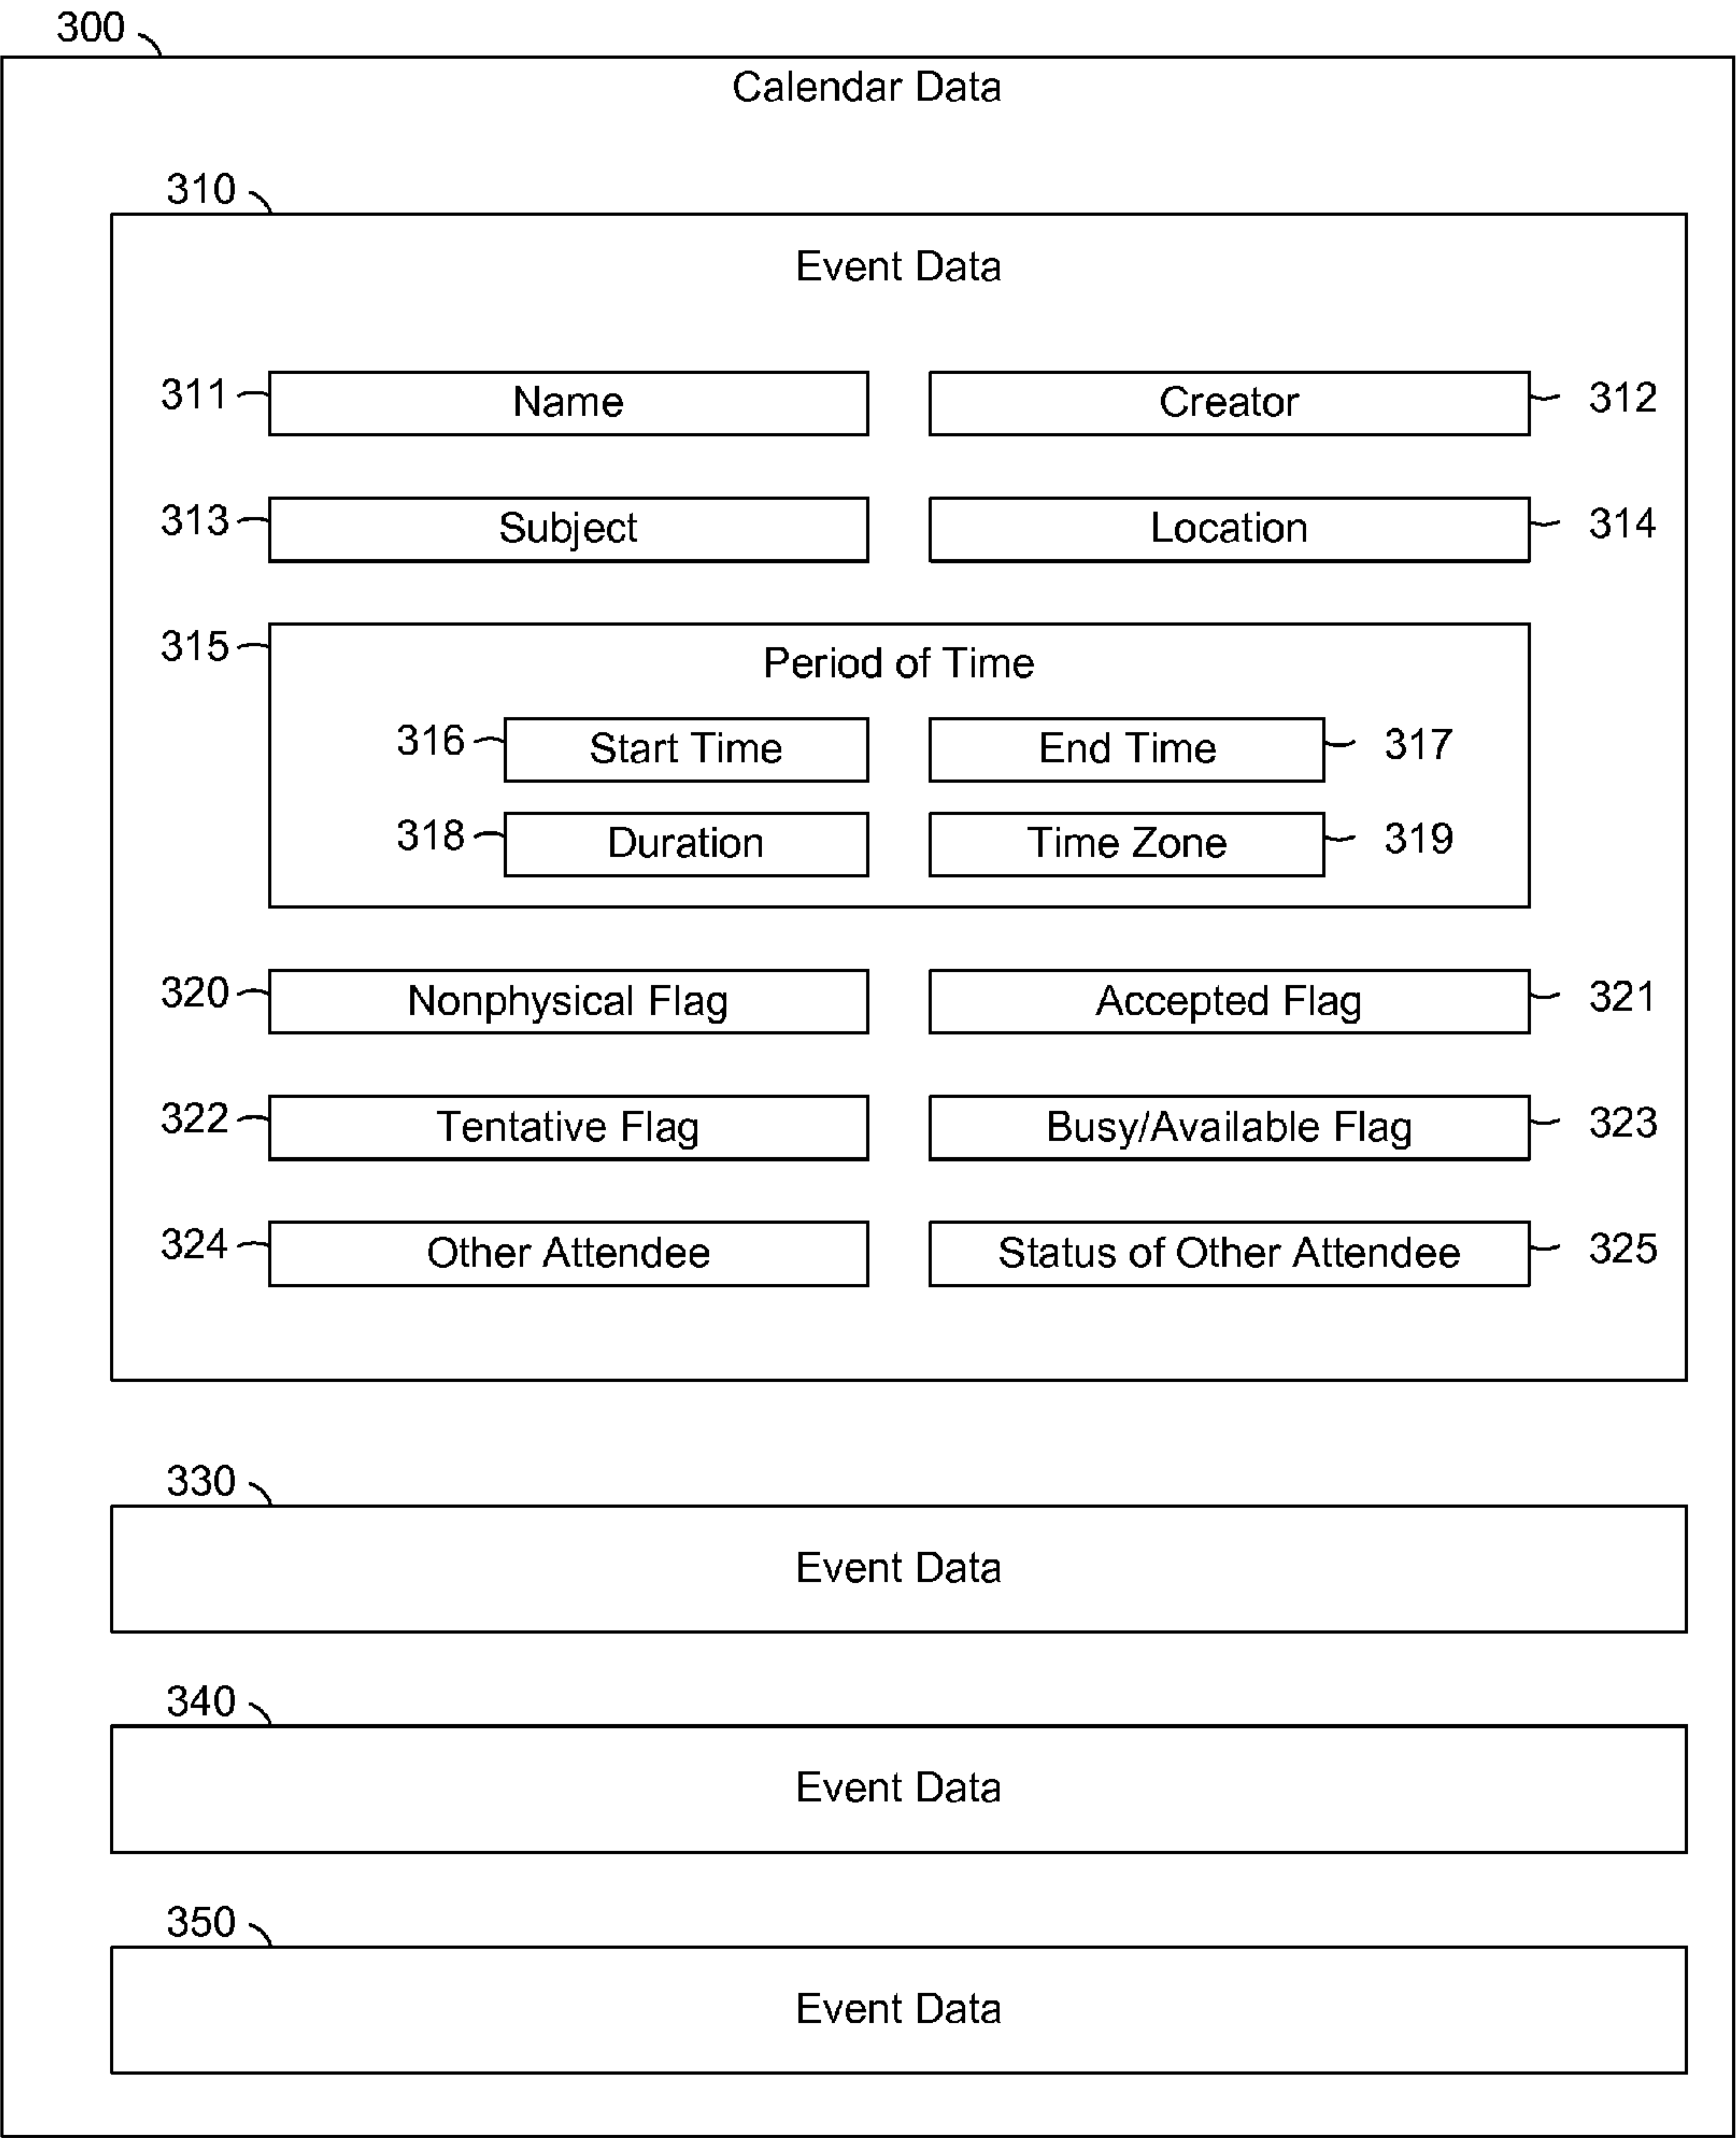 300
Calendar Data
310
Event Data
311 Name Creator 312
313 Subject Location 314
315 Period of Time
316 Start Time End Time 317
318 Duration Time Zone 319
320 Nonphysical Flag Accepted Flag 321
322 Tentative Flag Busy/Available Flag 323
324 Other Attendee Status of Other Attendee 325
330
Event Data
340
Event Data
350
Event Data